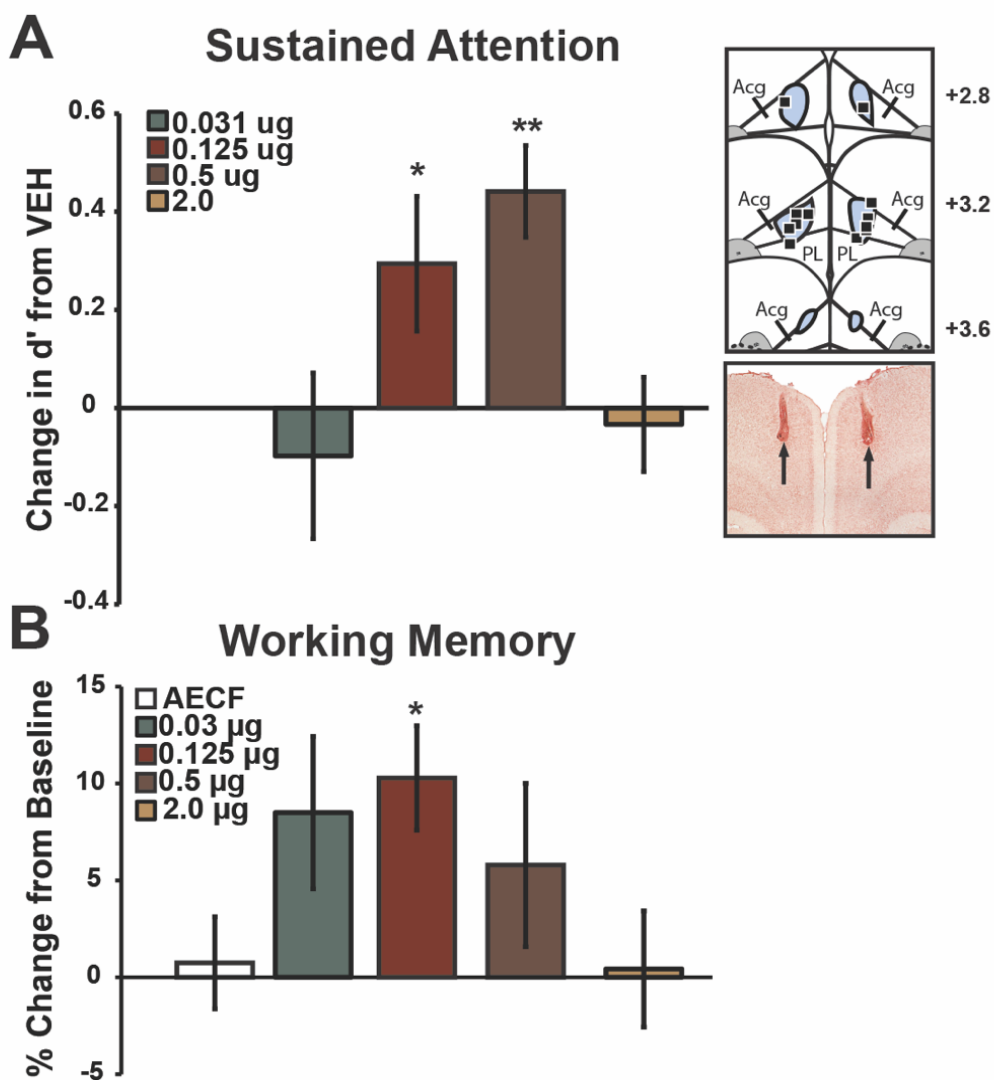 A
Sustained Attention
Change in d' from VEH
0.6
0.4
0.2
0
-0.2
-0.4
0.031 ug
0.125 ug
0.5 ug
2.0
*
**
Acg Acg +2.8
Acg Acg +3.2
PL PL
Acg Acg +3.6
B
Working Memory
% Change from Baseline
15
10
5
0
-5
AECF
0.03 µg
0.125 µg
0.5 µg
2.0 µg
*